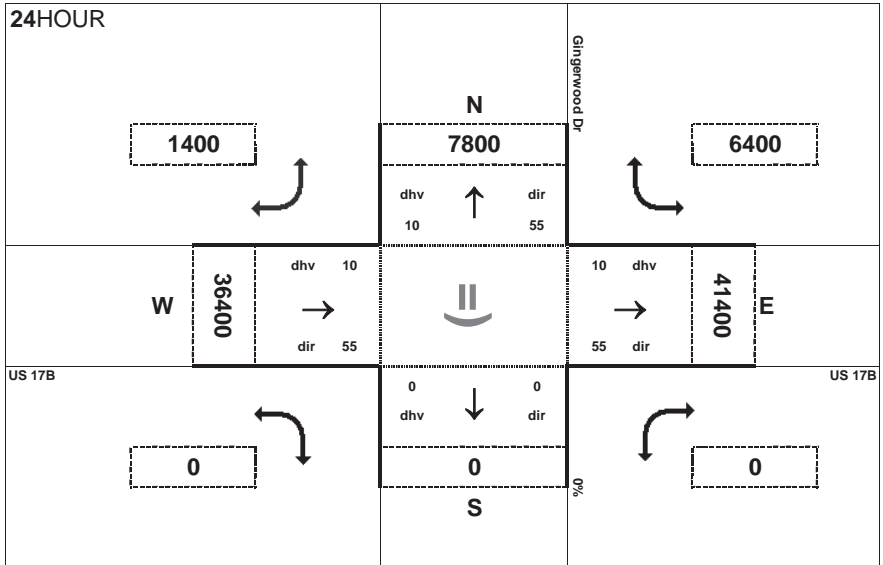 24HOUR
Gingerwood Dr
N
1400
7800
6400
dhv
dir
10
55
dhv 10
10 dhv
W
36400
41400
E
dir 55
55 dir
US 17B
US 17B
0
0
dhv
dir
0
0
0
0%
S